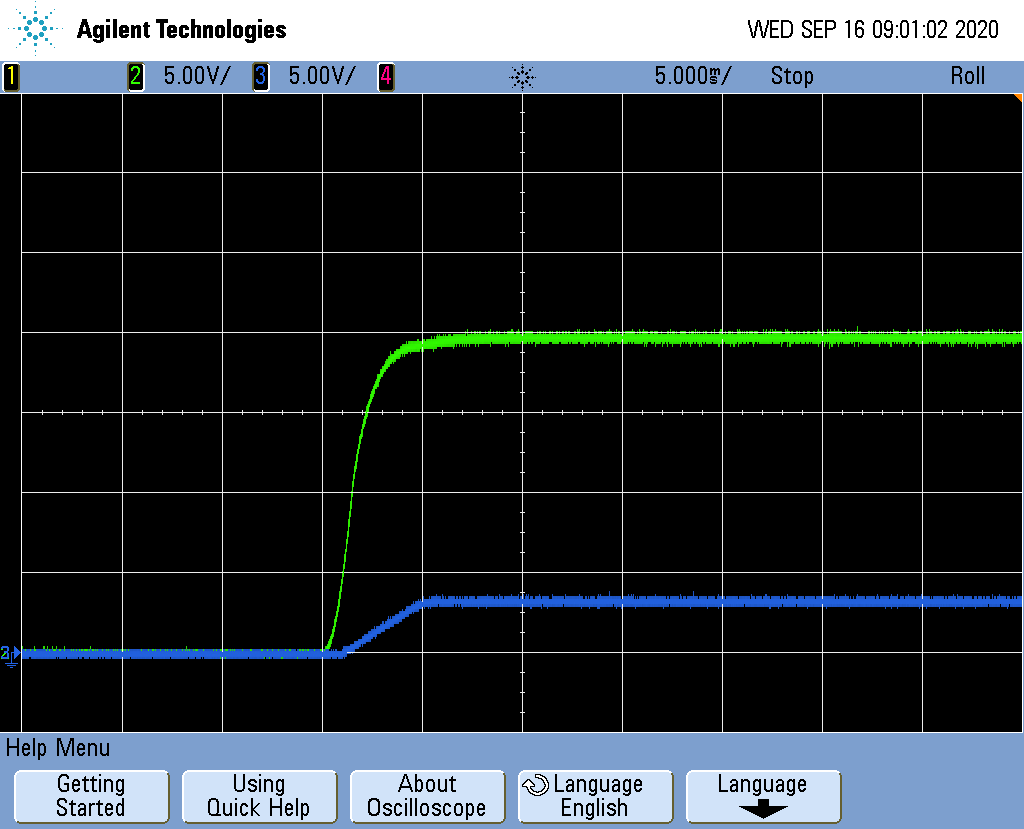 Agilent Technologies
WED SEP 16 09:01:02 2020
1 2 5.00V/ 3 5.00V/ 4 5.000ms/ Stop Roll
2
Help Menu
Getting Started
Using Quick Help
About Oscilloscope
Language English
Language